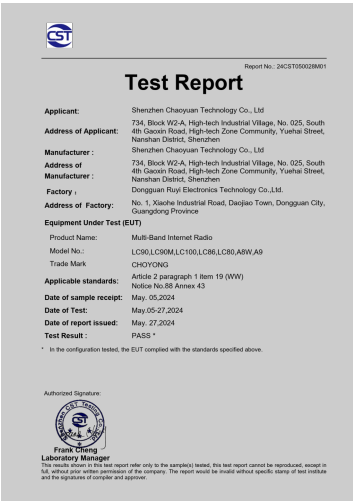 CST
Report No.: 24CST050028M01
Test Report
Applicant: Shenzhen Chaoyuan Technology Co., Ltd
Address of Applicant: 734, Block W2-A, High-tech Industrial Village, No. 025, South
4th Gaoxin Road, High-tech Zone Community, Yuehai Street,
Nanshan District, Shenzhen
Manufacturer : Shenzhen Chaoyuan Technology Co., Ltd
Address of
Manufacturer : 734, Block W2-A, High-tech Industrial Village, No. 025, South
4th Gaoxin Road, High-tech Zone Community, Yuehai Street,
Nanshan District, Shenzhen
Factory : Dongguan Ruyi Electronics Technology Co.,Ltd.
Address of Factory: No. 1, Xiaohe Industrial Road, Daojiao Town, Dongguan City,
Guangdong Province
Equipment Under Test (EUT)
Product Name: Multi-Band Internet Radio
Model No.: LC90,LC90M,LC100,LC86,LC80,A8W,A9
Trade Mark CHOYONG
Applicable standards: Article 2 paragraph 1 item 19 (WW)
Notice No.88 Annex 43
Date of sample receipt: May. 05,2024
Date of Test: May.05-27,2024
Date of report issued: May. 27,2024
Test Result : PASS *
* In the configuration tested, the EUT complied with the standards specified above.
Authorized Signature:
Shenzhen CST Testing Co., Ltd
CST
Frank Cheng
Laboratory Manager
This results shown in this test report refer only to the sample(s) tested, this test report cannot be reproduced, except in
full, without prior written permission of the company. The report would be invalid without specific stamp of test institute
and the signatures of compiler and approver.